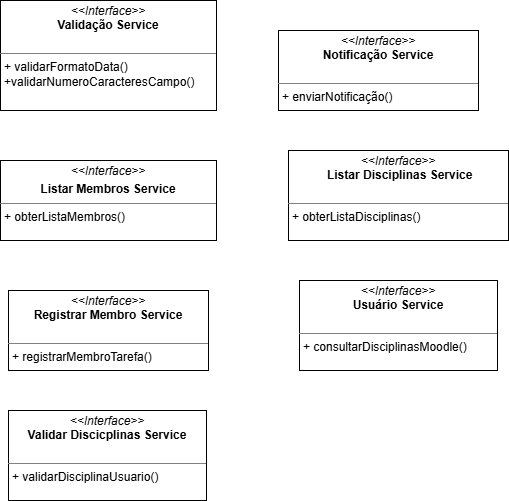 <<Interface>>
Validação Service
+ validarFormatoData()
+validarNumeroCaracteresCampo()
<<Interface>>
Notificação Service
+ enviarNotificação()
<<Interface>>
Listar Membros Service
+ obterListaMembros()
<<Interface>>
Listar Disciplinas Service
+ obterListaDisciplinas()
<<Interface>>
Registrar Membro Service
+ registrarMembroTarefa()
<<Interface>>
Usuário Service
+ consultarDisciplinasMoodle()
<<Interface>>
Validar Discicplinas Service
+ validarDisciplinaUsuario()